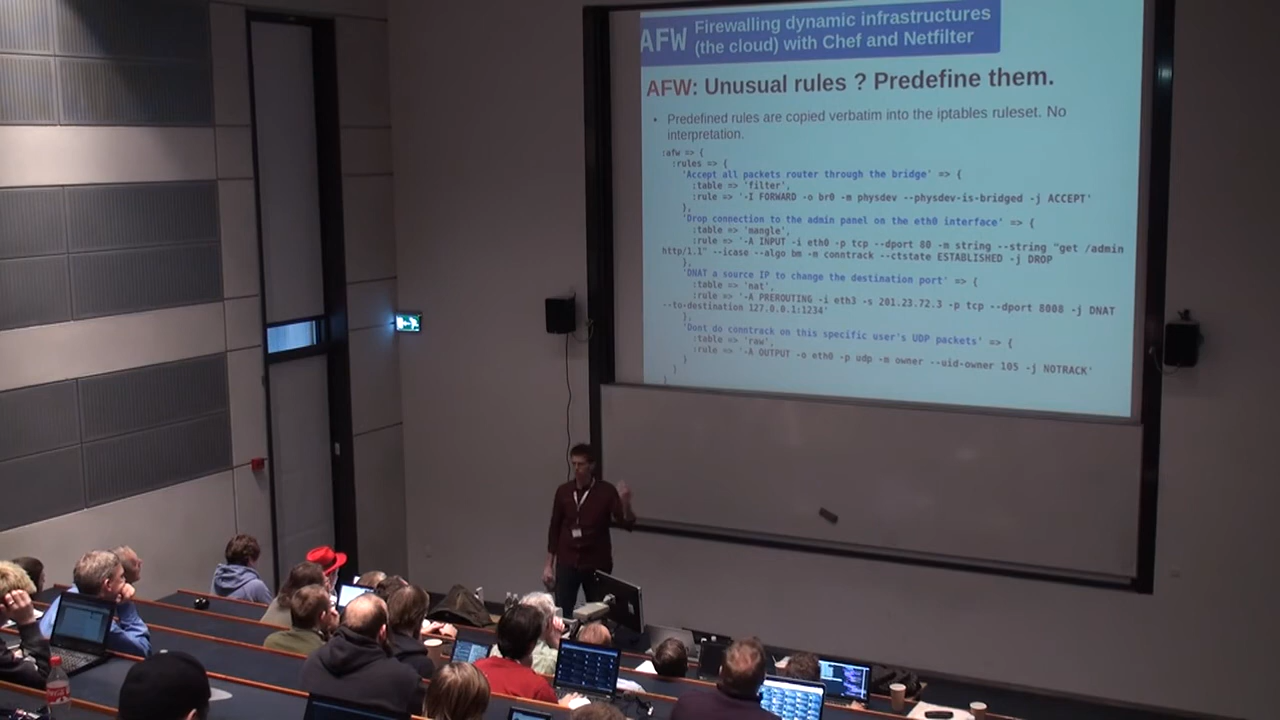 AFW Firewalling dynamic infrastructures
(the cloud) with Chef and Netfilter
AFW: Unusual rules ? Predefine them.
• Predefined rules are copied verbatim into the iptables ruleset. No
interpretation.
:afw => {
:rules => {
'Accept all packets router through the bridge' => {
:table => 'filter',
:rule => '-I FORWARD -o br0 -m physdev --physdev-is-bridged -j ACCEPT'
},
'Drop connection to the admin panel on the eth0 interface' => {
:table => 'mangle',
:rule => '-A INPUT -i eth0 -p tcp --dport 80 -m string --string "get /admin
http/1.1" --icase --algo bm -m conntrack --ctstate ESTABLISHED -j DROP
},
'DNAT a source IP to change the destination port' => {
:table => 'nat',
:rule => '-A PREROUTING -i eth3 -s 201.23.72.3 -p tcp --dport 8008 -j DNAT
--to-destination 127.0.0.1:1234'
},
'Dont do conntrack on this specific user's UDP packets' => {
:table => 'raw',
:rule => '-A OUTPUT -o eth0 -p udp -m owner --uid-owner 105 -j NOTRACK'
}
}
}